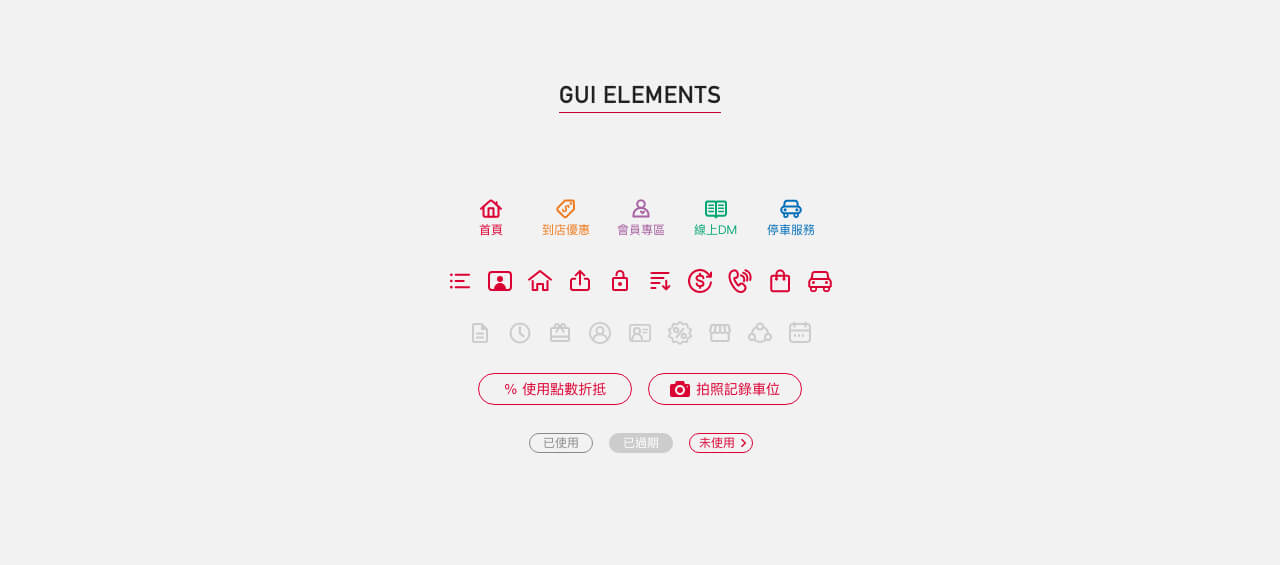 GUI ELEMENTS
首頁 到店優惠 會員專區 線上DM 停車服務
% 使用點數折抵 拍照記錄車位
已使用 已過期 未使用